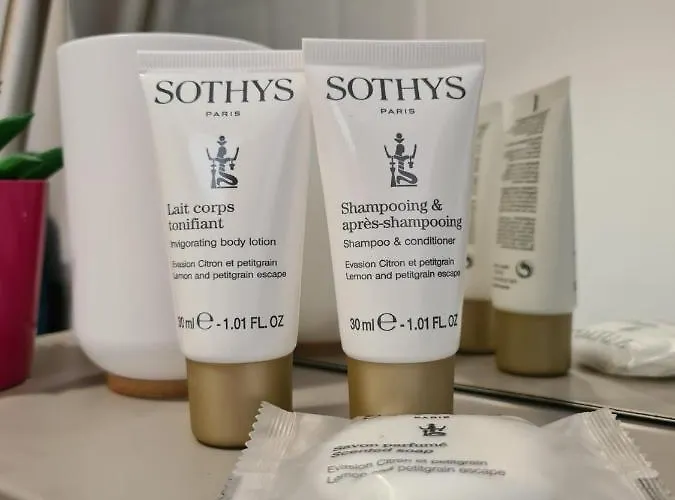 SOTHYS
PARIS
Lait corps
tonifiant
Invigorating body lotion
Evasion Citron et petitgrain
Lemon and petitgrain escape
30 ml e - 1.01 FL. OZ
SOTHYS
PARIS
Shampooing &
après-shampooing
Shampoo & conditioner
Evasion Citron et petitgrain
Lemon and petitgrain escape
30 ml e - 1.01 FL. OZ
PARIS
Savon parfumé
Scented soap
Evasion Citron et petitgrain
Lemon and petitgrain escape